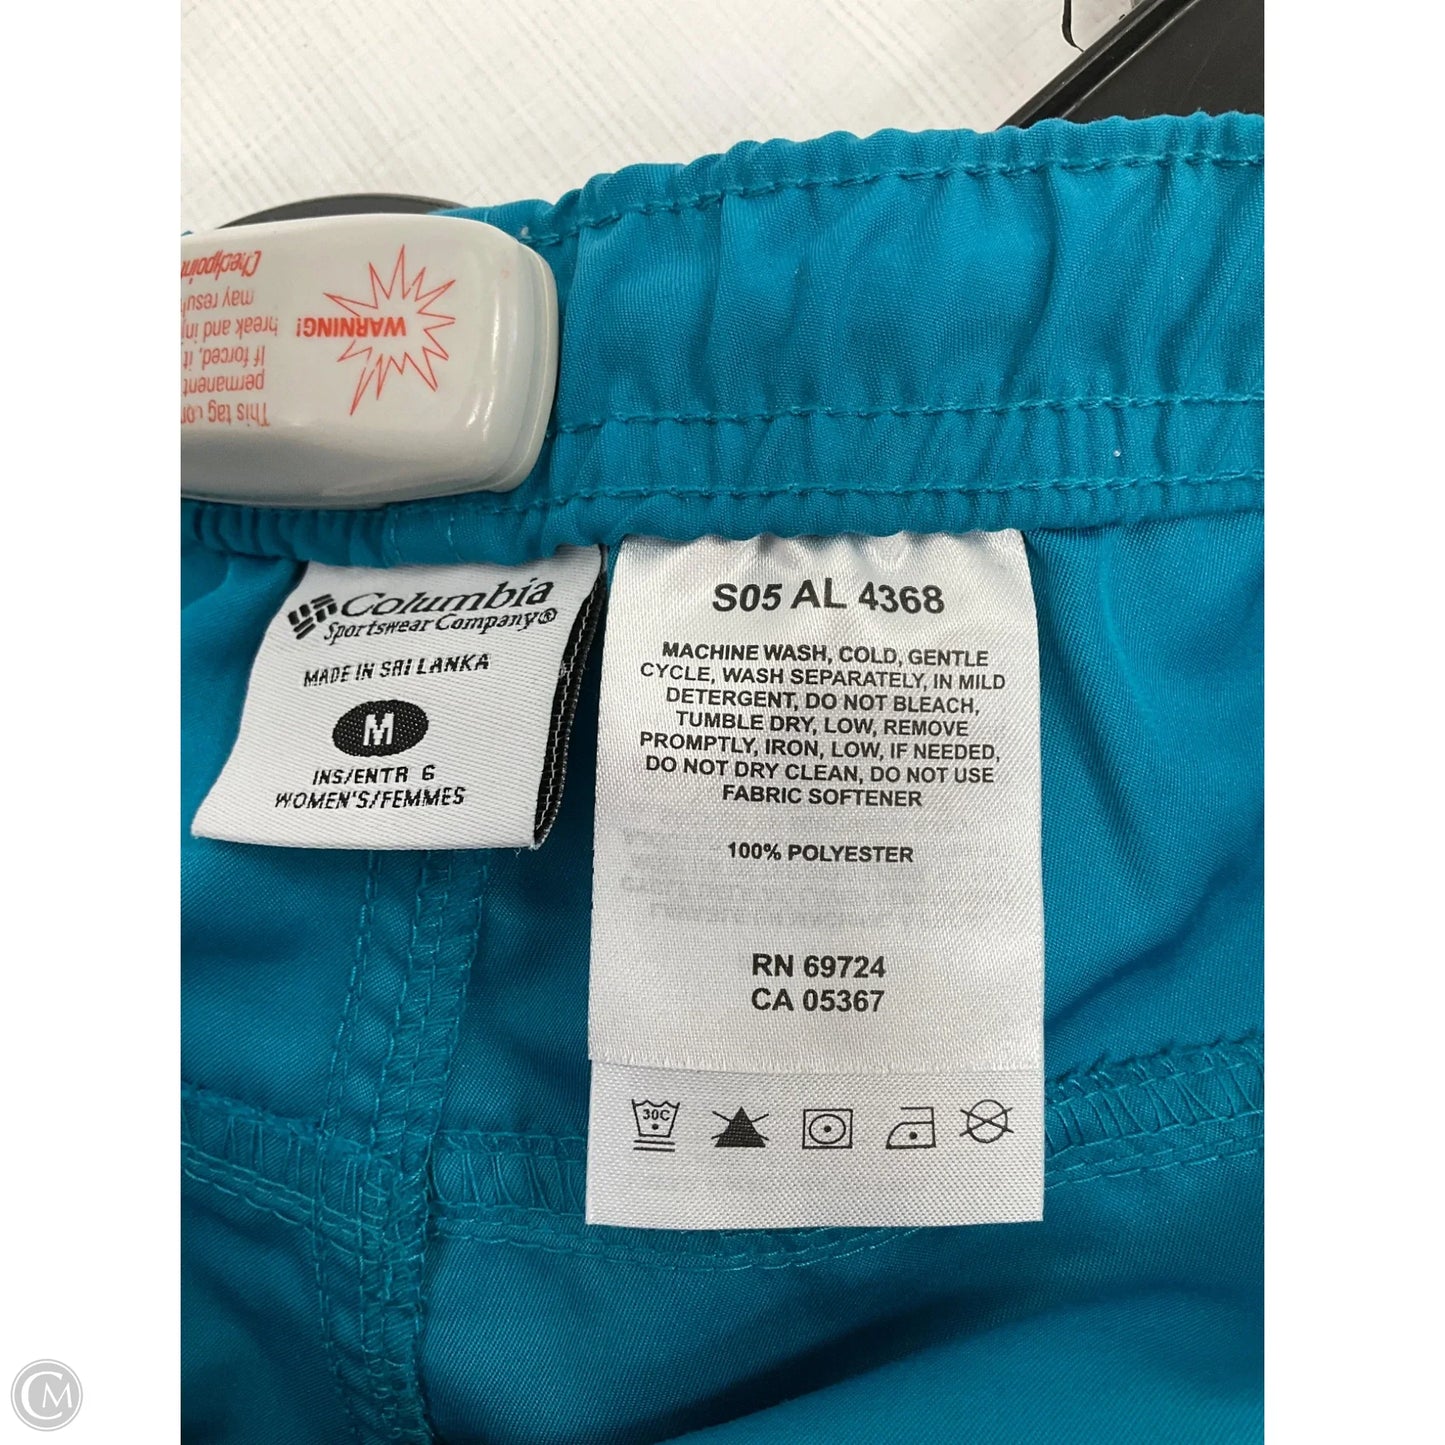 This tag
permanent
If forced, it
break and
may
Checkpoint
WARNING!
Columbia
Sportswear Company®
MADE IN SRI LANKA
M
INS/ENTR 6
WOMEN'S/FEMMES
S05 AL 4368
MACHINE WASH, COLD, GENTLE
CYCLE, WASH SEPARATELY, IN MILD
DETERGENT, DO NOT BLEACH,
TUMBLE DRY, LOW, REMOVE
PROMPTLY, IRON, LOW, IF NEEDED,
DO NOT DRY CLEAN, DO NOT USE
FABRIC SOFTENER
100% POLYESTER
RN 69724
CA 05367
30C
CM